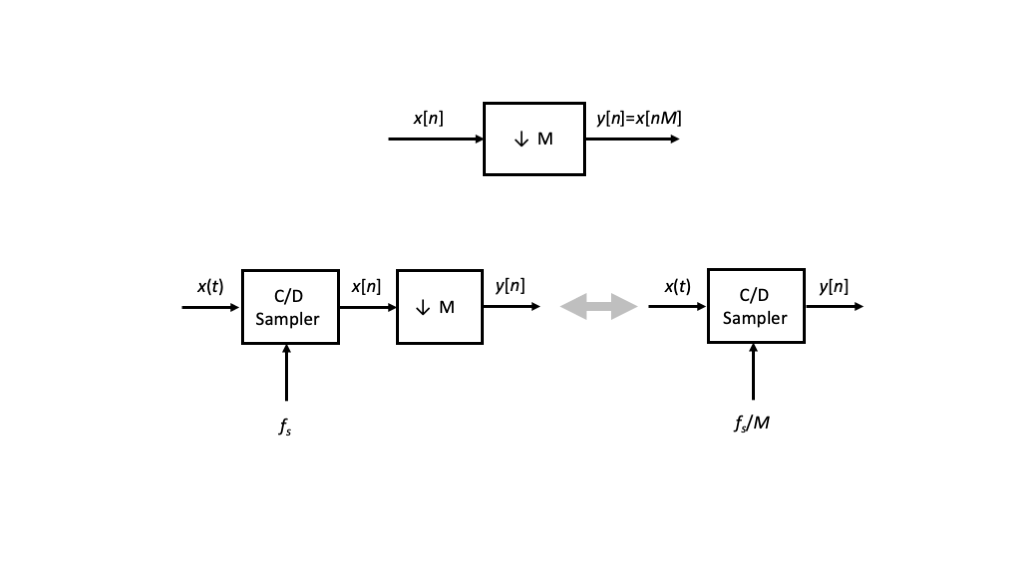 x[n]
↓ M
y[n]=x[nM]
x(t)
C/D
Sampler
x[n]
↓ M
y[n]
x(t)
C/D
Sampler
y[n]
fs
fs/M